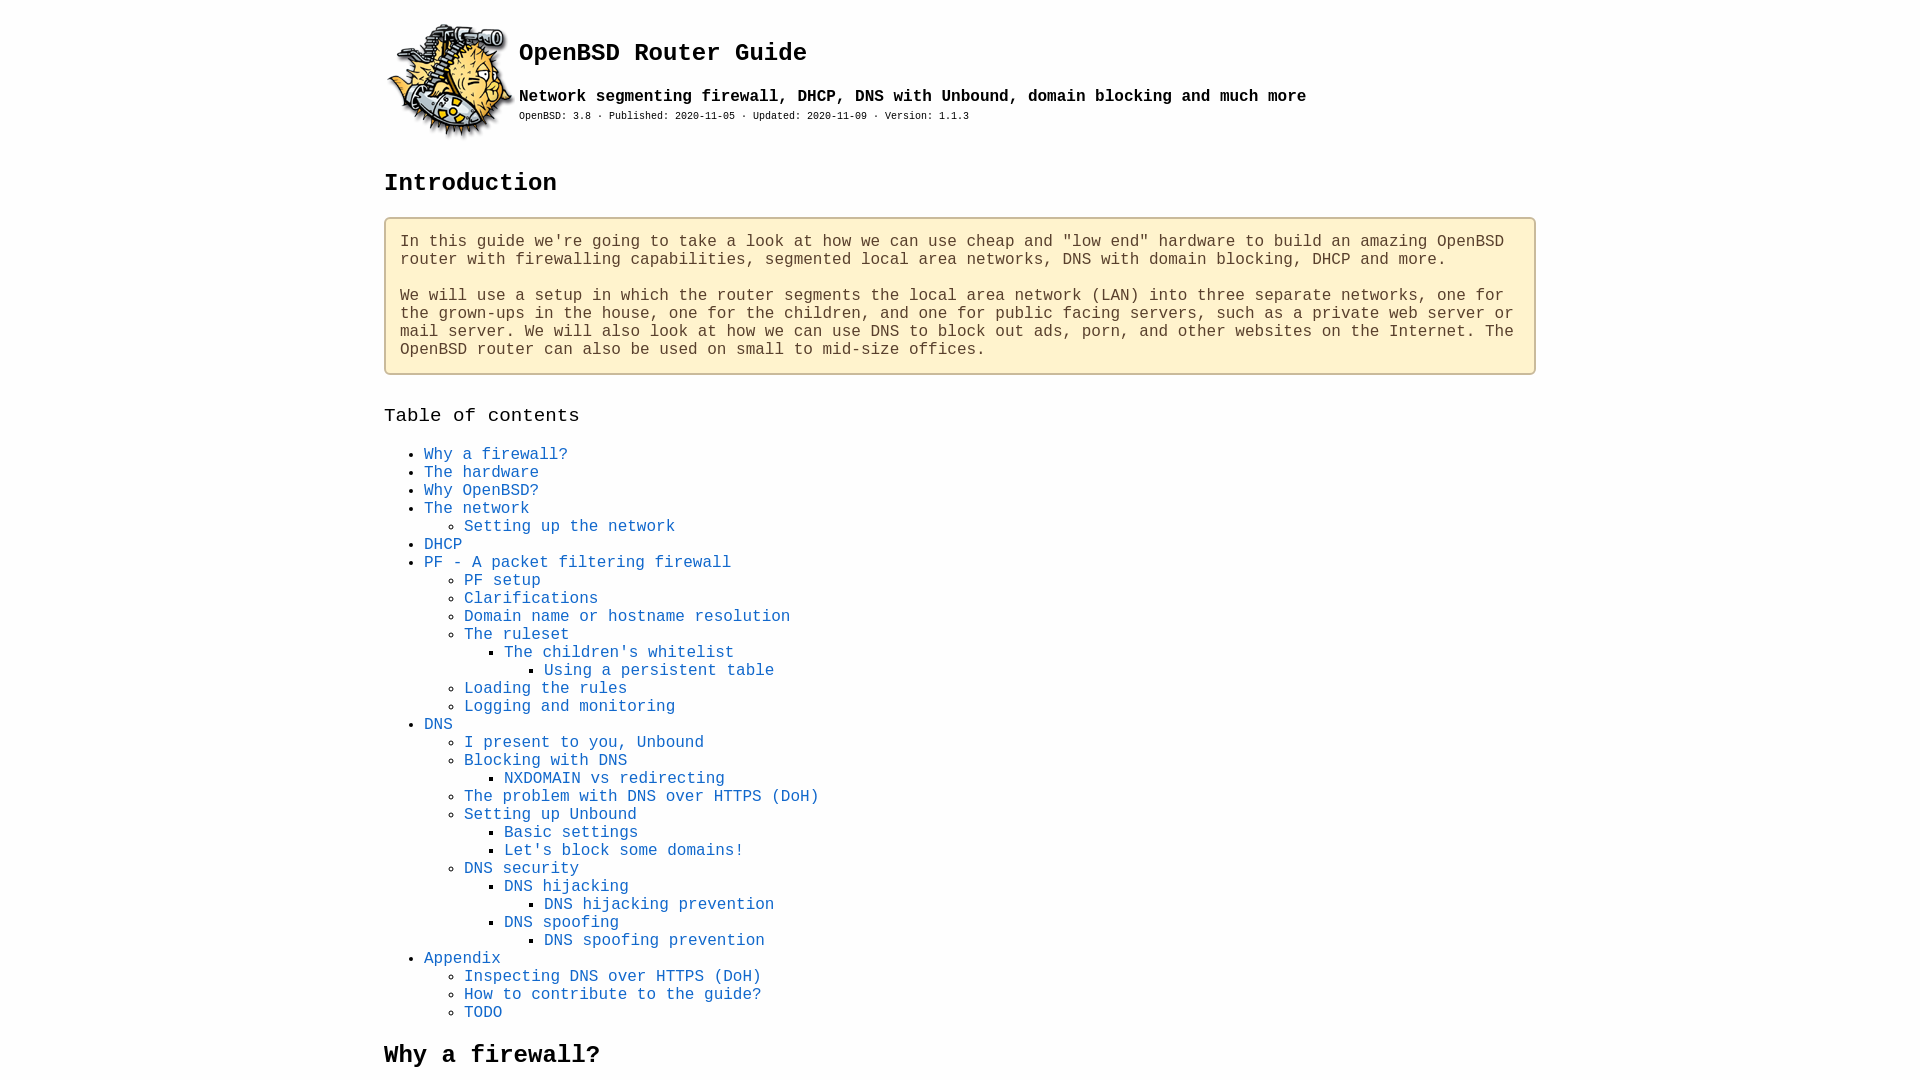 OpenBSD Router Guide
Network segmenting firewall, DHCP, DNS with Unbound, domain blocking and much more
OpenBSD: 3.8 · Published: 2020-11-05 · Updated: 2020-11-09 · Version: 1.1.3
Introduction
In this guide we're going to take a look at how we can use cheap and "low end" hardware to build an amazing OpenBSD
router with firewalling capabilities, segmented local area networks, DNS with domain blocking, DHCP and more.
We will use a setup in which the router segments the local area network (LAN) into three separate networks, one for
the grown-ups in the house, one for the children, and one for public facing servers, such as a private web server or
mail server. We will also look at how we can use DNS to block out ads, porn, and other websites on the Internet. The
OpenBSD router can also be used on small to mid-size offices.
Table of contents
Why a firewall?
The hardware
Why OpenBSD?
The network
Setting up the network
DHCP
PF - A packet filtering firewall
PF setup
Clarifications
Domain name or hostname resolution
The ruleset
The children's whitelist
Using a persistent table
Loading the rules
Logging and monitoring
DNS
I present to you, Unbound
Blocking with DNS
NXDOMAIN vs redirecting
The problem with DNS over HTTPS (DoH)
Setting up Unbound
Basic settings
Let's block some domains!
DNS security
DNS hijacking
DNS hijacking prevention
DNS spoofing
DNS spoofing prevention
Appendix
Inspecting DNS over HTTPS (DoH)
How to contribute to the guide?
TODO
Why a firewall?